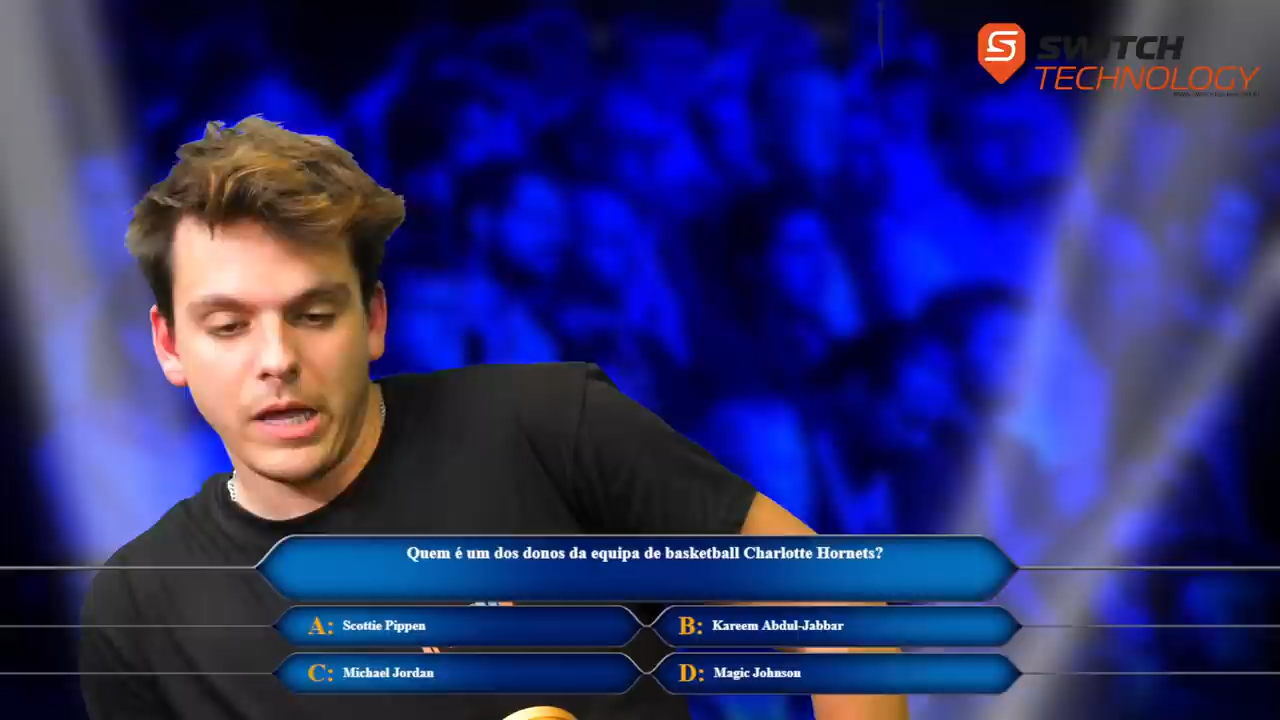 SWITCH
TECHNOLOGY
Quem é um dos donos da equipa de basketball Charlotte Hornets?
A: Scottie Pippen
B: Kareem Abdul-Jabbar
C: Michael Jordan
D: Magic Johnson